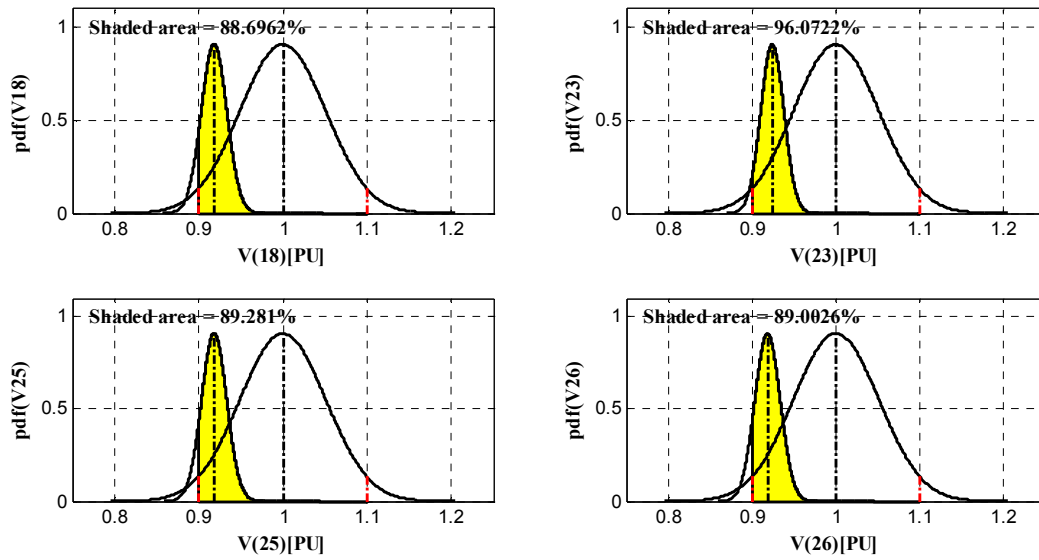 Shaded area = 88.6962%
pdf(V18)
1
0.5
0
0.8 0.9 1 1.1 1.2
V(18)[PU]
Shaded area = 96.0722%
pdf(V23)
1
0.5
0
0.8 0.9 1 1.1 1.2
V(23)[PU]
Shaded area = 89.281%
pdf(V25)
1
0.5
0
0.8 0.9 1 1.1 1.2
V(25)[PU]
Shaded area = 89.0026%
pdf(V26)
1
0.5
0
0.8 0.9 1 1.1 1.2
V(26)[PU]